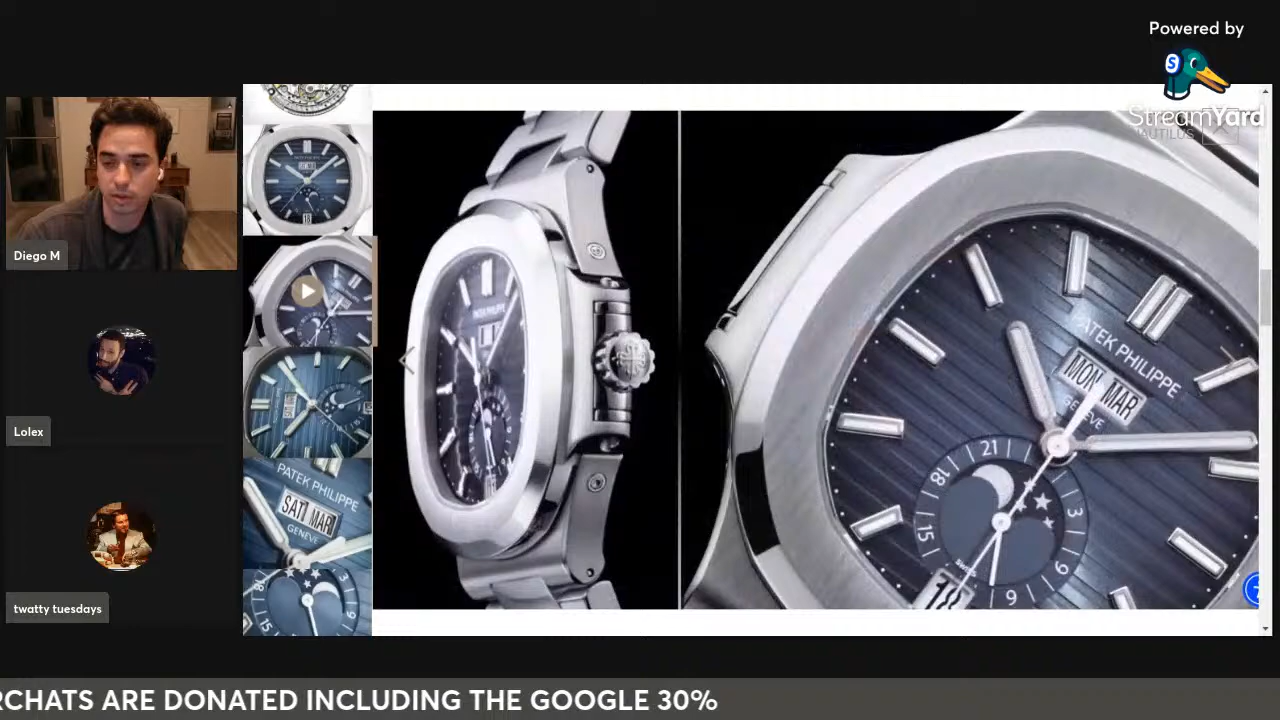 Powered by
S
StreamYard
NAUTILUS
Diego M
Lolex
twatty tuesdays
PATEK PHILIPPE
SAT MAR
GENEVE
PATEK PHILIPPE
MON MAR
GENEVE
21
18
15
3
6
9
RCHATS ARE DONATED INCLUDING THE GOOGLE 30%